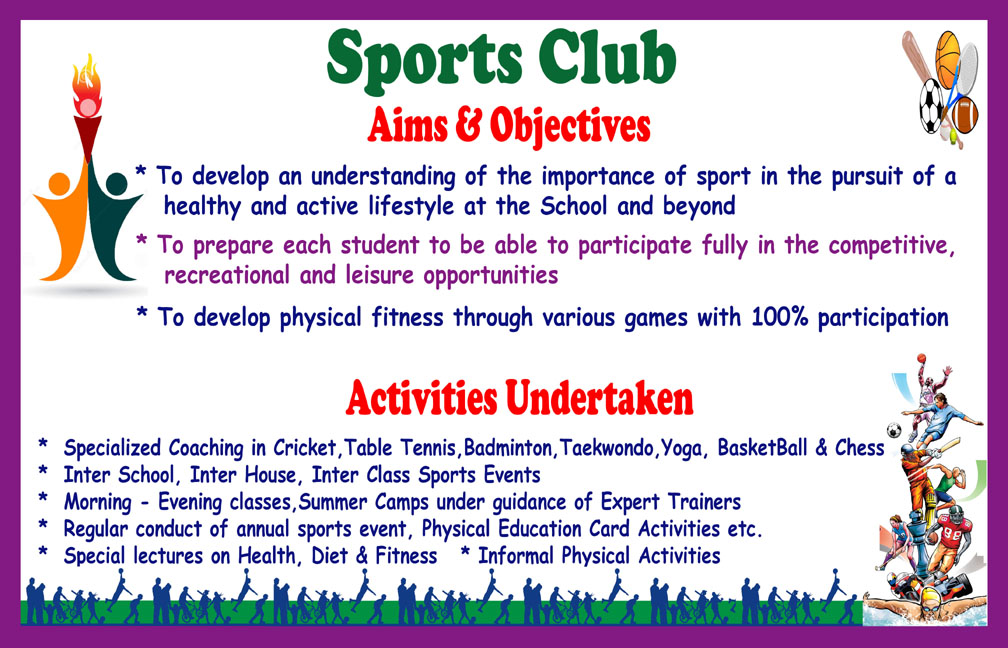 Sports Club
Aims & Objectives
* To develop an understanding of the importance of sport in the pursuit of a
healthy and active lifestyle at the School and beyond
* To prepare each student to be able to participate fully in the competitive,
recreational and leisure opportunities
* To develop physical fitness through various games with 100% participation
Activities Undertaken
* Specialized Coaching in Cricket,Table Tennis,Badminton,Taekwondo,Yoga, BasketBall & Chess
* Inter School, Inter House, Inter Class Sports Events
* Morning - Evening classes,Summer Camps under guidance of Expert Trainers
* Regular conduct of annual sports event, Physical Education Card Activities etc.
* Special lectures on Health, Diet & Fitness * Informal Physical Activities